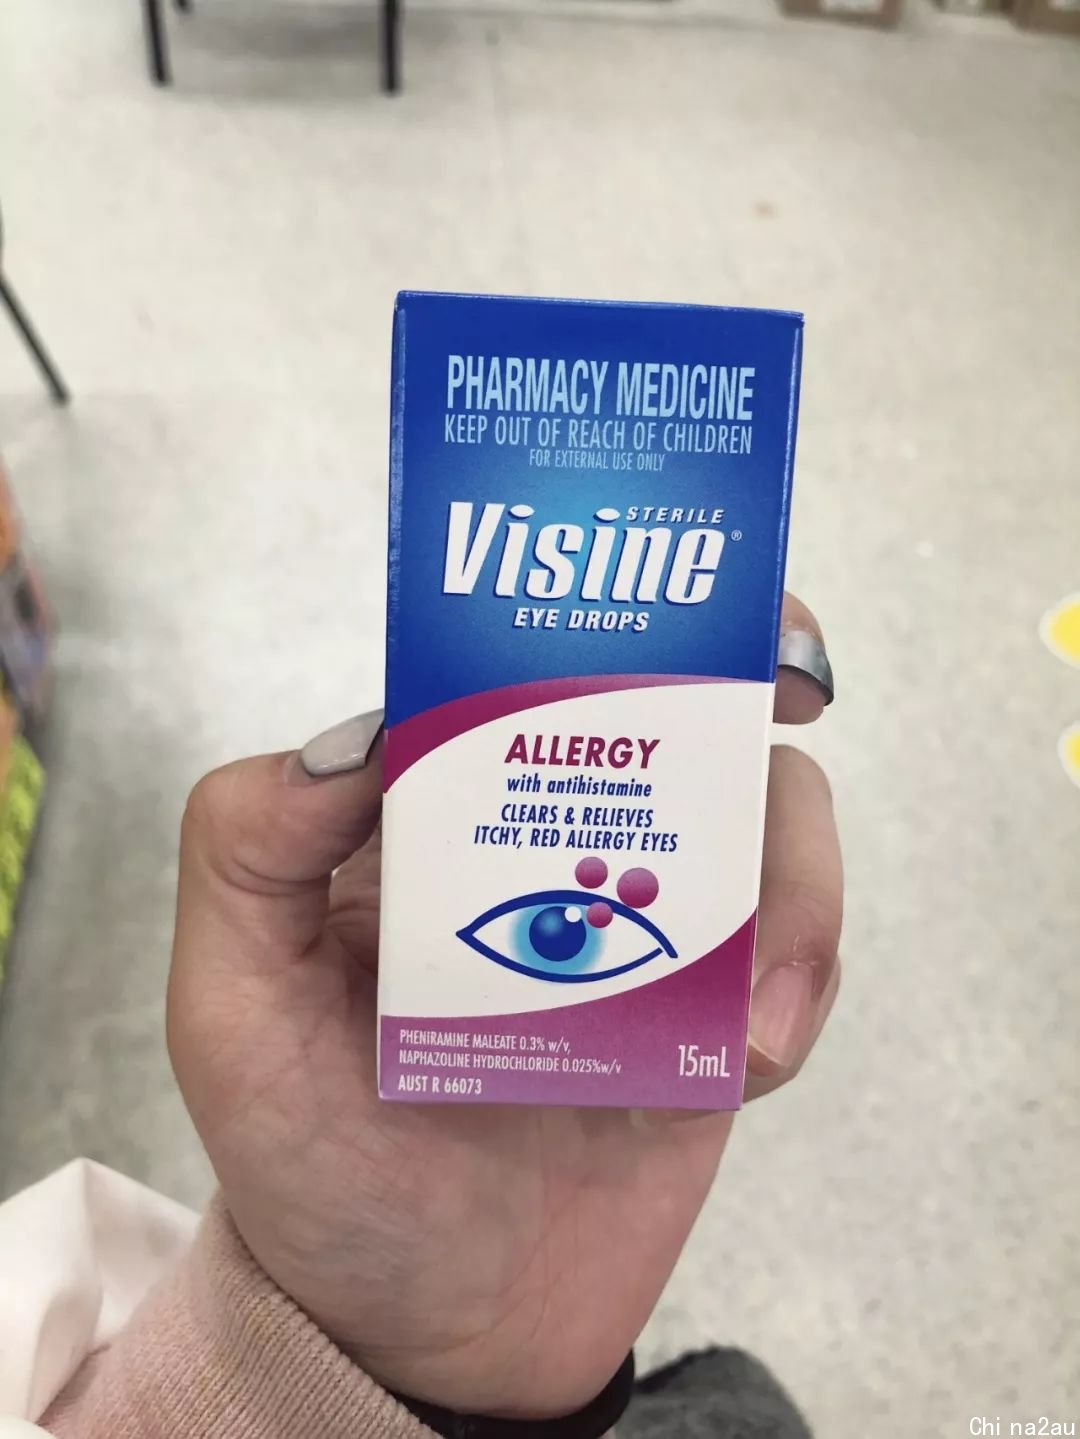 PHARMACY MEDICINE
KEEP OUT OF REACH OF CHILDREN
FOR EXTERNAL USE ONLY
STERILE
Visine®
EYE DROPS
ALLERGY
with antihistamine
CLEARS & RELIEVES
ITCHY, RED ALLERGY EYES
PHENIRAMINE MALEATE 0.3% w/v,
NAPHAZOLINE HYDROCHLORIDE 0.025%w/v
AUST R 66073
15mL
Chi na2au